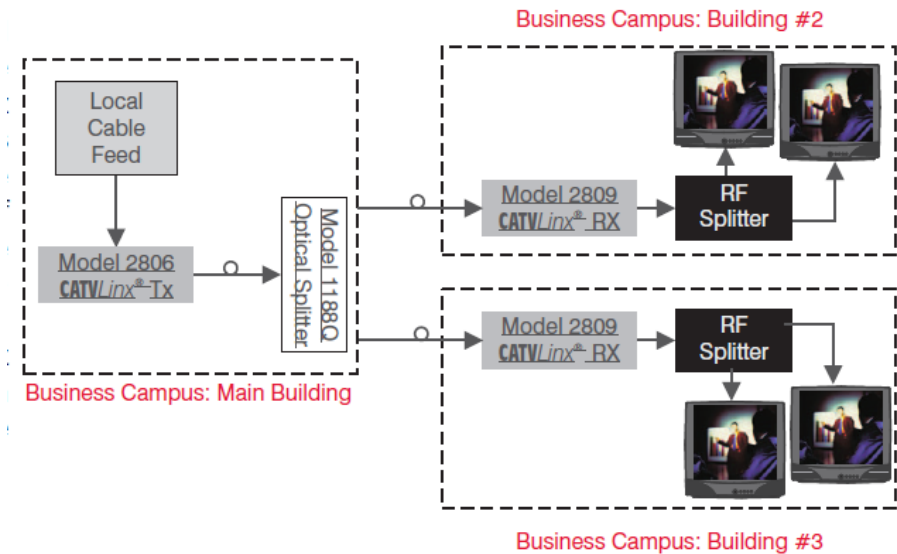 Business Campus: Building #2
Local
Cable
Feed
Model 2806
CATVLinx® Tx
Model 1188Q
Optical Splitter
Business Campus: Main Building
Model 2809
CATVLinx® RX
RF
Splitter
Model 2809
CATVLinx® RX
RF
Splitter
Business Campus: Building #3